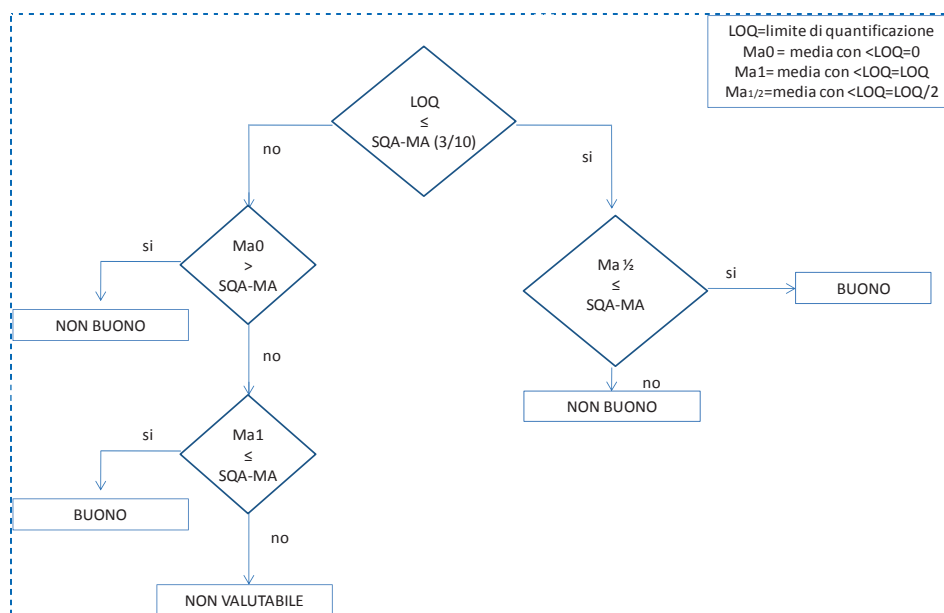 LOQ=limite di quantificazione
Ma0 = media con <LOQ=0
Ma1= media con <LOQ=LOQ
Ma1/2=media con <LOQ=LOQ/2
LOQ
≤
SQA-MA (3/10)
no
si
Ma0
>
SQA-MA
si
NON BUONO
no
Ma ½
≤
SQA-MA
si
BUONO
no
NON BUONO
Ma1
≤
SQA-MA
si
BUONO
no
NON VALUTABILE